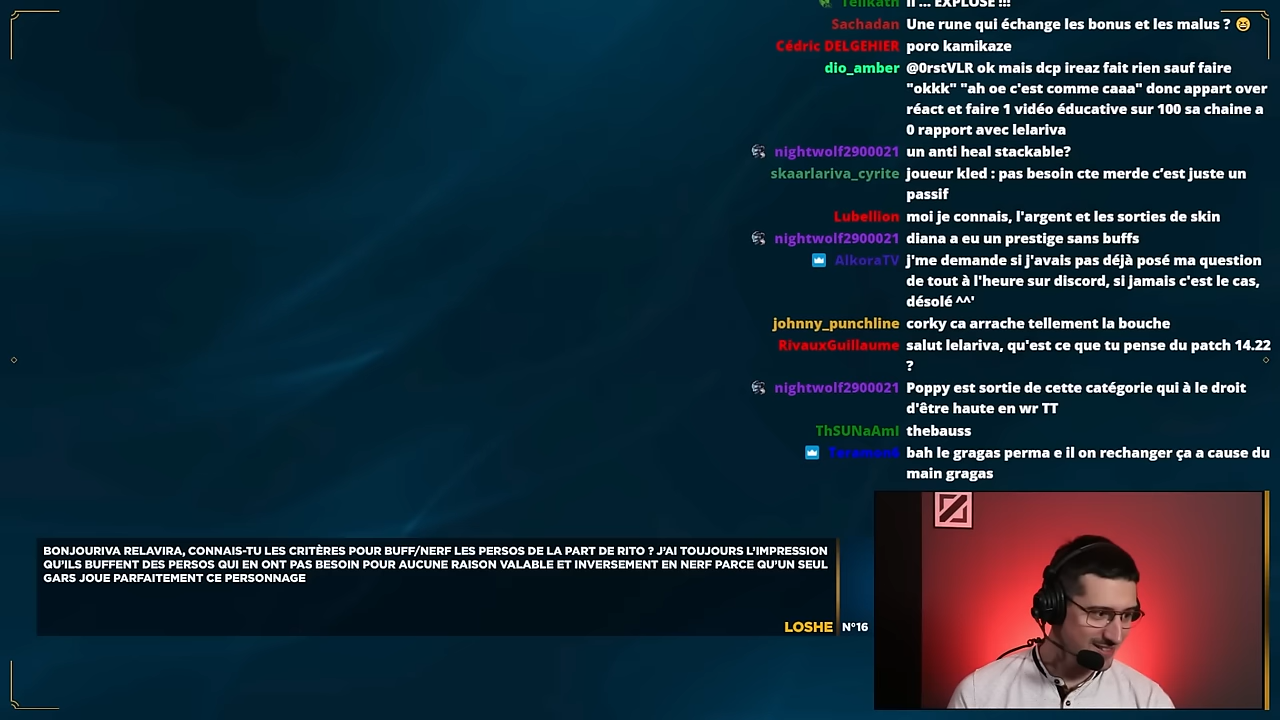 Tellkath il ... EXPLOSE !!!
Sachadan Une rune qui échange les bonus et les malus ? 😆
Cédric DELGEHIER poro kamikaze
dio_amber @0rstVLR ok mais dcp ireaz fait rien sauf faire
"okkk" "ah oe c'est comme caaa" donc appart over
réact et faire 1 vidéo éducative sur 100 sa chaine a
0 rapport avec lelariva
nightwolf2900021 un anti heal stackable?
skaarlariva_cyrite joueur kled : pas besoin cte merde c’est juste un
passif
Lubellion moi je connais, l'argent et les sorties de skin
nightwolf2900021 diana a eu un prestige sans buffs
AlkoraTV j'me demande si j'avais pas déjà posé ma question
de tout à l'heure sur discord, si jamais c'est le cas,
désolé ^^'
johnny_punchline corky ca arrache tellement la bouche
RivauxGuillaume salut lelariva, qu'est ce que tu pense du patch 14.22
?
nightwolf2900021 Poppy est sortie de cette catégorie qui à le droit
d'être haute en wr TT
ThSUNaAmI thebauss
bah le gragas perma e il on rechanger ça a cause du
main gragas
BONJOURIVA RELAVIRA, CONNAIS-TU LES CRITÈRES POUR BUFF/NERF LES PERSOS DE LA PART DE RITO ? J’AI TOUJOURS L’IMPRESSION
QU’ILS BUFFENT DES PERSOS QUI EN ONT PAS BESOIN POUR AUCUNE RAISON VALABLE ET INVERSEMENT EN NERF PARCE QU’UN SEUL
GARS JOUE PARFAITEMENT CE PERSONNAGE
LOSHE N°16